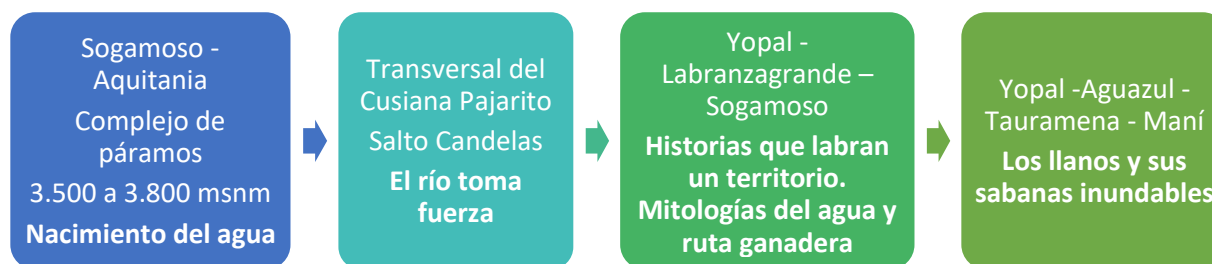 Sogamoso -
Aquitania
Complejo de
páramos
3.500 a 3.800 msnm
Nacimiento del agua
Transversal del
Cusiana Pajarito
Salto Candelas
El río toma
fuerza
Yopal -
Labranzagrande –
Sogamoso
Historias que labran
un territorio.
Mitologías del agua y
ruta ganadera
Yopal -Aguazul -
Tauramena - Maní
Los llanos y sus
sabanas inundables